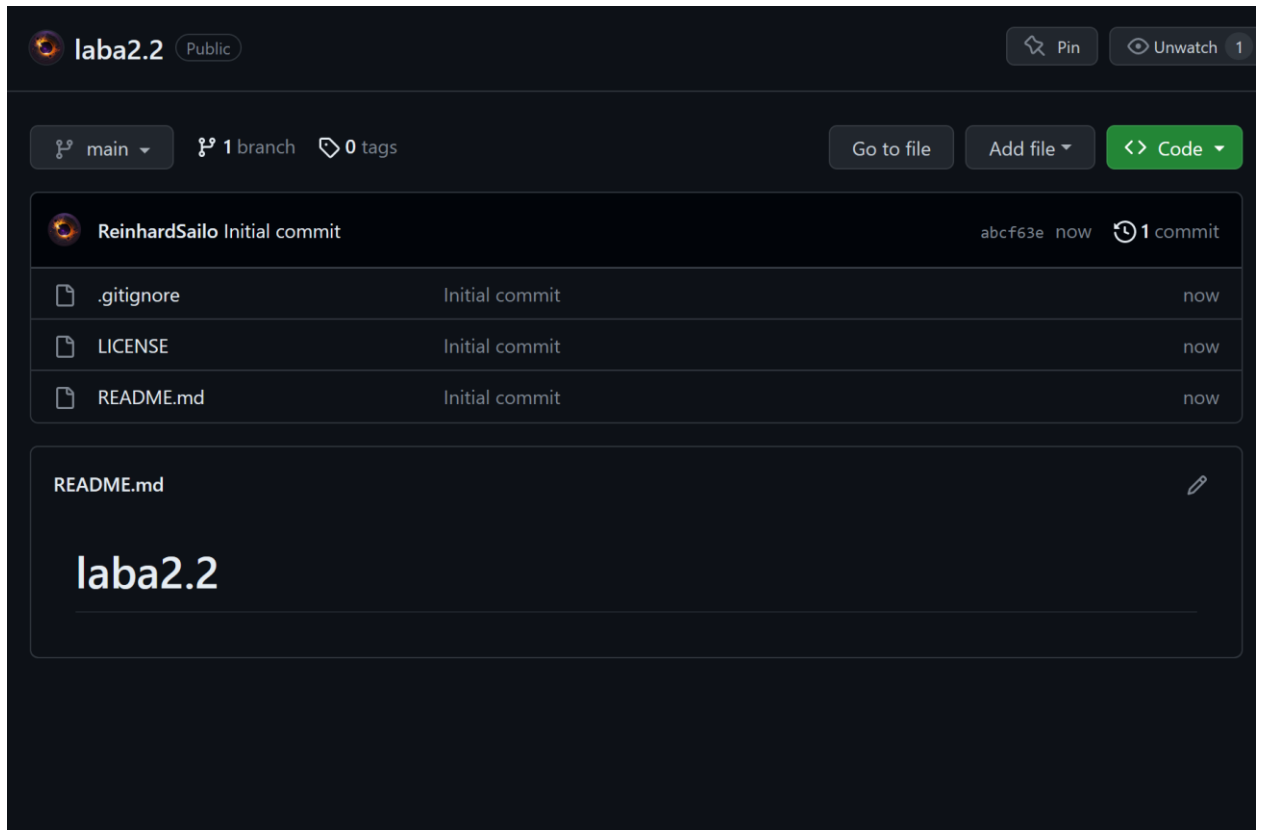 laba2.2 Public Pin Unwatch 1
main 1 branch 0 tags Go to file Add file <> Code
ReinhardSailo Initial commit abcf63e now 1 commit
.gitignore Initial commit now
LICENSE Initial commit now
README.md Initial commit now
README.md
laba2.2